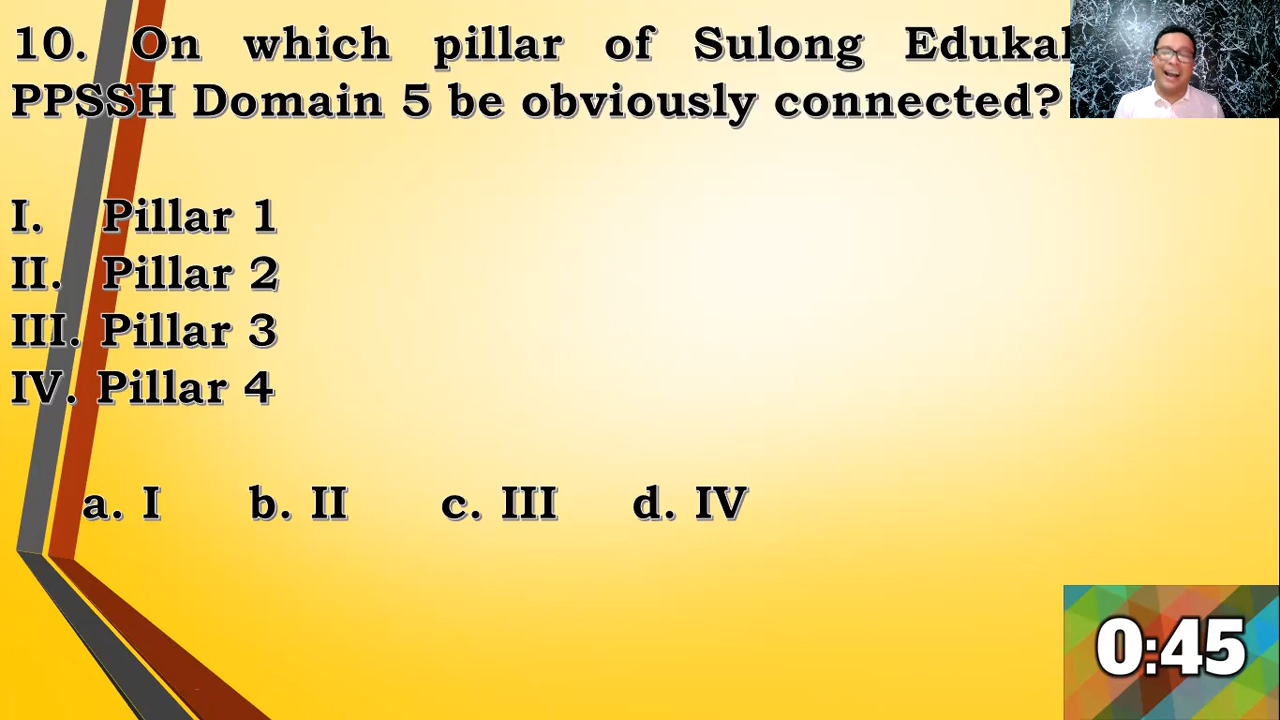 10. On which pillar of Sulong
PPSSH Domain 5 be obviously connected?
I. Pillar 1
II. Pillar 2
III. Pillar 3
IV. Pillar 4
a. I b. II c. III d. IV
0:45